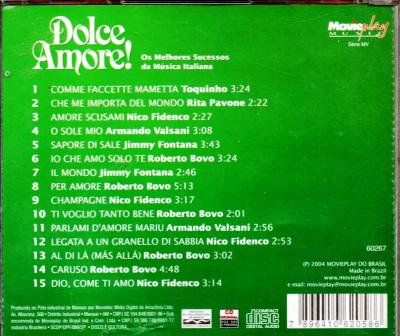 Dolce Amore!
Os Melhores Sucessos
da Música Italiana
Movieplay
MUSIC
Série MV
1 COMME FACCETTE MAMETTA Toquinho 3:24
2 CHE ME IMPORTA DEL MONDO Rita Pavone 2:22
3 AMORE SCUSAMI Nico Fidenco 2:27
4 O SOLE MIO Armando Valsani 3:08
5 SAPORE DI SALE Jimmy Fontana 3:43
6 IO CHE AMO SOLO TE Roberto Bovo 3:24
7 IL MONDO Jimmy Fontana 2:46
8 PER AMORE Roberto Bovo 5:13
9 CHAMPAGNE Nico Fidenco 3:17
10 TI VOGLIO TANTO BENE Roberto Bovo 2:01
11 PARLAMI D'AMORE MARIU Armando Valsani 2:56
12 LEGATA A UN GRANELLO DI SABBIA Nico Fidenco 2:53
13 AL DI LÁ (MÁS ALLÁ) Roberto Bovo 3:02
14 CARUSO Roberto Bovo 4:48
15 DIO, COME TI AMO Nico Fidenco 3:14
60267
(P) 2004 MOVIEPLAY DO BRASIL
Made in Brazil
www.movieplay.com.br
COMPACT
disc
DIGITAL AUDIO
7 896410 620586